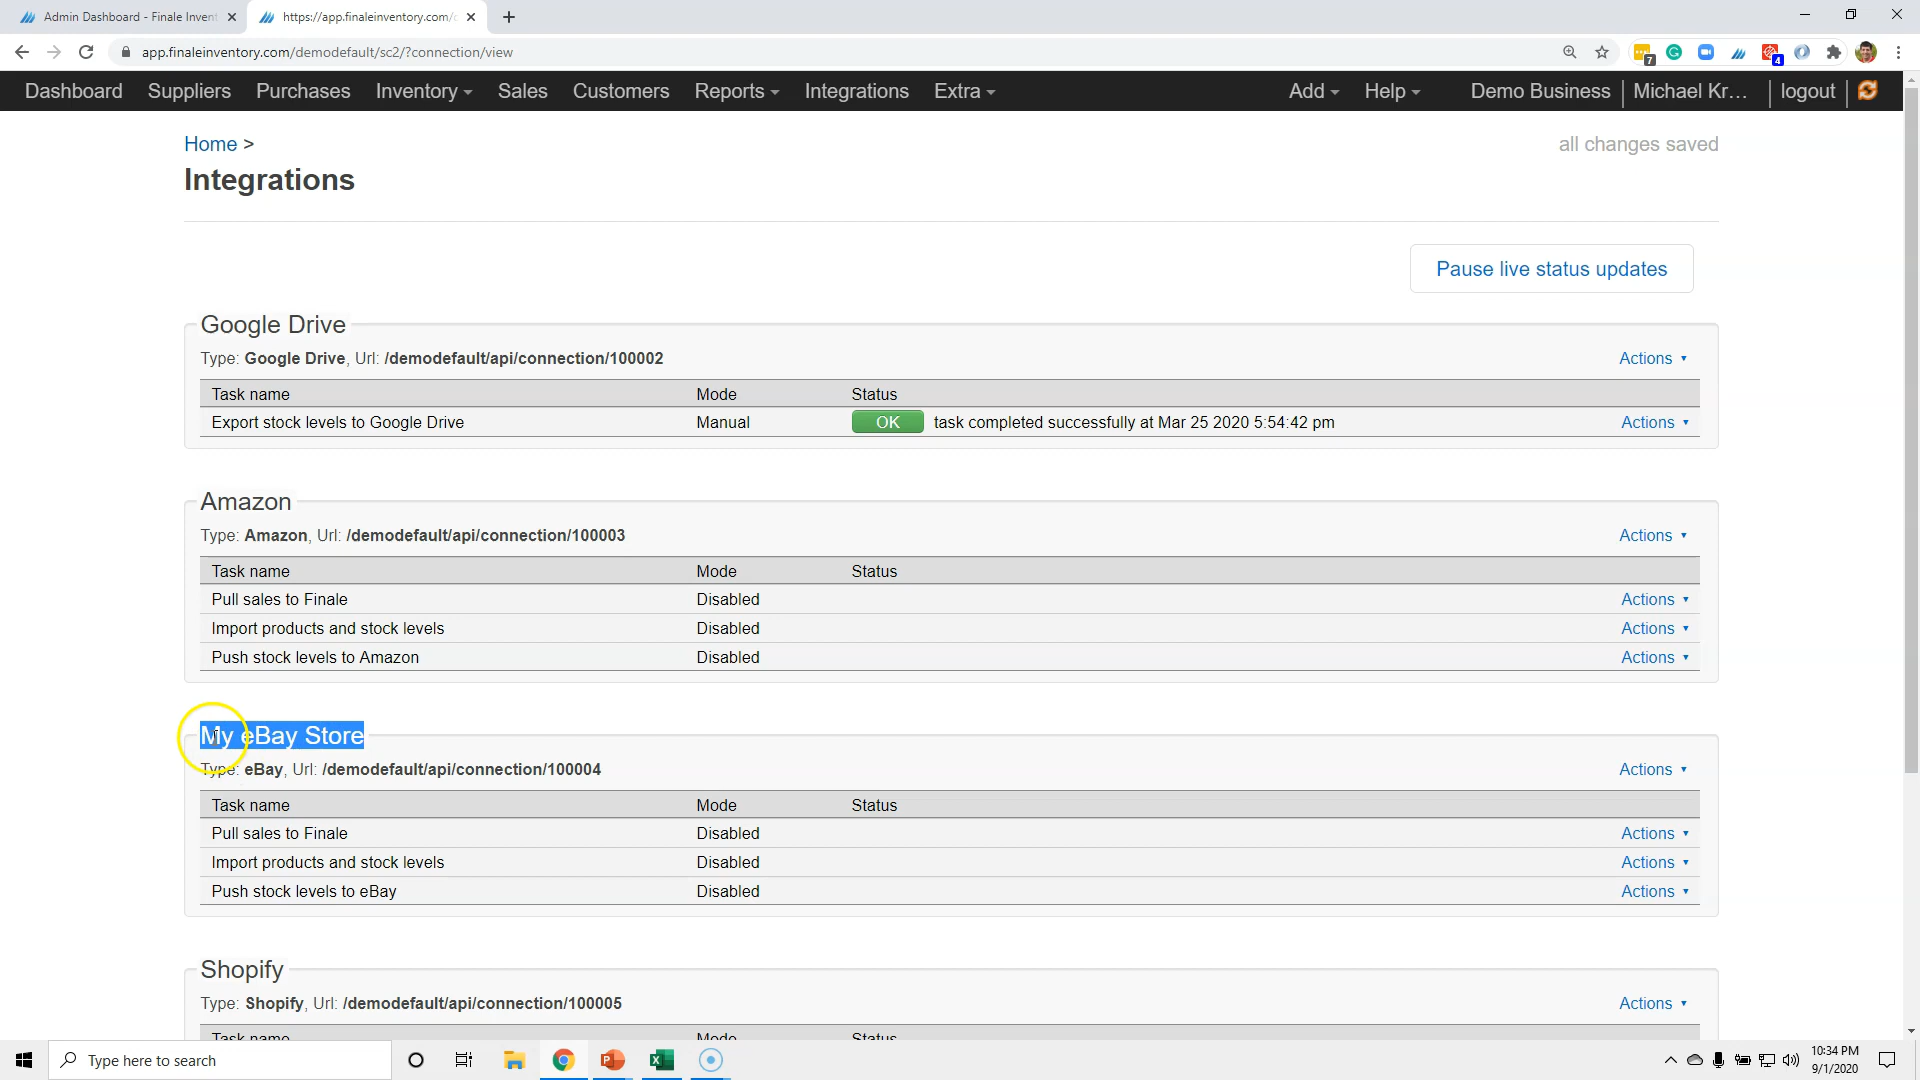 Admin Dashboard - Finale Invent
https://app.finaleinventory.com/d
app.finaleinventory.com/demodefault/sc2/?connection/view
7
4
Dashboard Suppliers Purchases Inventory Sales Customers Reports Integrations Extra Add Help Demo Business Michael Kr... logout
Home >
all changes saved
Integrations
Pause live status updates
Google Drive
Type: Google Drive, Url: /demodefault/api/connection/100002 Actions
Task name Mode Status
Export stock levels to Google Drive Manual OK task completed successfully at Mar 25 2020 5:54:42 pm Actions
Amazon
Type: Amazon, Url: /demodefault/api/connection/100003 Actions
Task name Mode Status
Pull sales to Finale Disabled Actions
Import products and stock levels Disabled Actions
Push stock levels to Amazon Disabled Actions
My eBay Store
Type: eBay, Url: /demodefault/api/connection/100004 Actions
Task name Mode Status
Pull sales to Finale Disabled Actions
Import products and stock levels Disabled Actions
Push stock levels to eBay Disabled Actions
Shopify
Type: Shopify, Url: /demodefault/api/connection/100005 Actions
Task name Mode Status
Type here to search
10:34 PM
9/1/2020